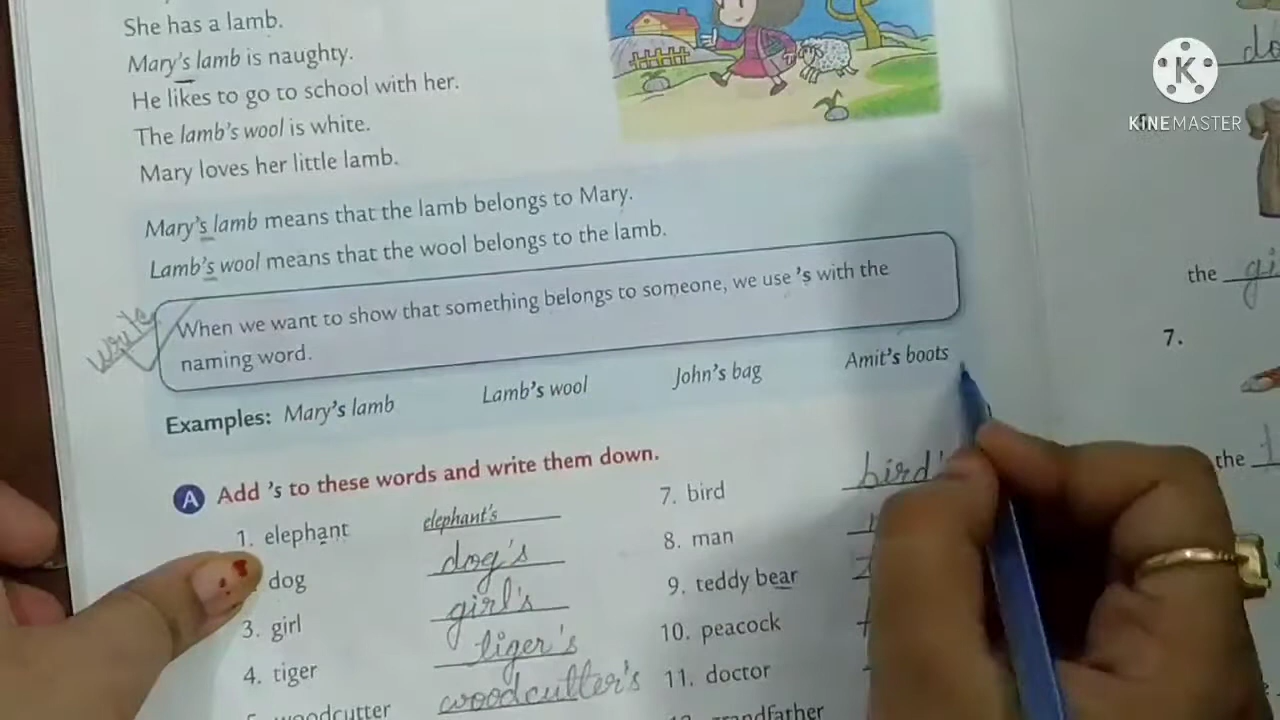 She has a lamb.
Mary's lamb is naughty.
He likes to go to school with her.
The lamb's wool is white.
Mary loves her little lamb.
Mary's lamb means that the lamb belongs to Mary.
Lamb's wool means that the wool belongs to the lamb.
Write
When we want to show that something belongs to someone, we use 's with the
naming word.
Examples: Mary's lamb Lamb's wool John's bag Amit's boots
A Add 's to these words and write them down.
1. elephant elephant's
dog dog's
3. girl girl's
4. tiger tiger's
woodcutter woodcutter's
7. bird bird'
8. man
9. teddy bear
10. peacock
11. doctor
grandfather
K
KINEMASTER
the
7.
the